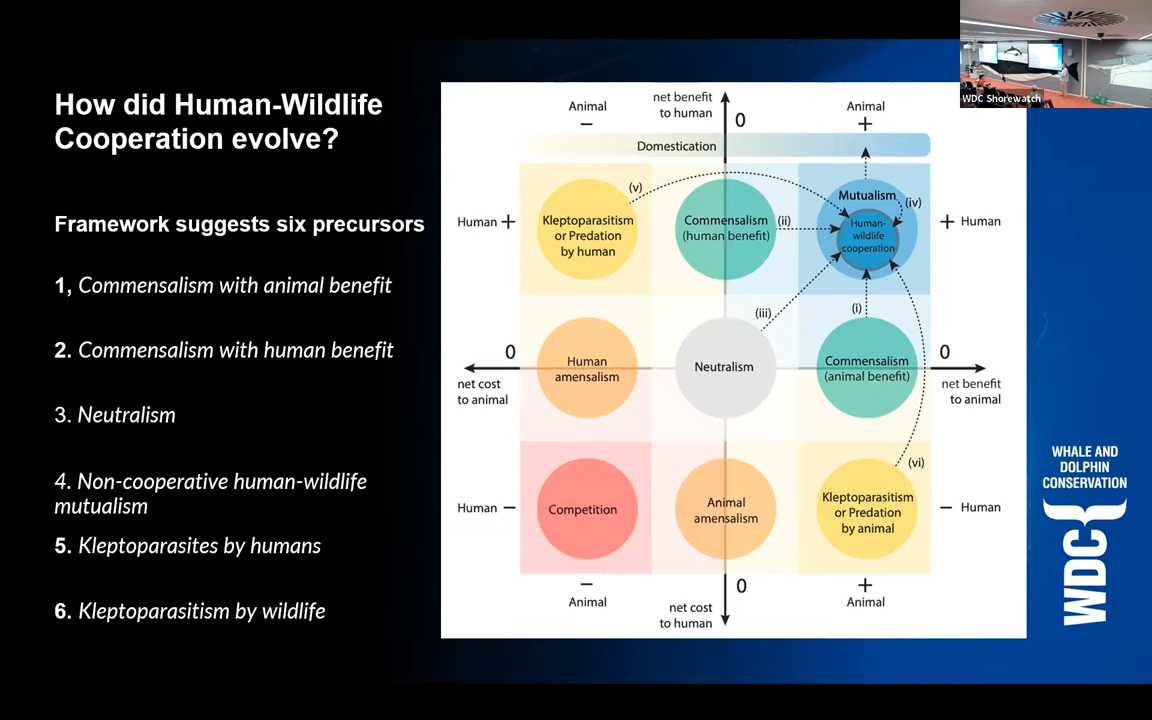 How did Human-Wildlife
Cooperation evolve?
Framework suggests six precursors
1, Commensalism with animal benefit
2. Commensalism with human benefit
3. Neutralism
4. Non-cooperative human-wildlife
mutualism
5. Kleptoparasites by humans
6. Kleptoparasitism by wildlife
Animal
−
net benefit
to human
0
Animal
+
Domestication
Human +
Kleptoparasitism
or Predation
by human
(v)
Commensalism
(human benefit)
(ii)
Mutualism
(iv)
Human-
wildlife
cooperation
+ Human
(iii)
(i)
0
net cost
to animal
Human
amensalism
Neutralism
Commensalism
(animal benefit)
0
net benefit
to animal
(vi)
Human −
Competition
Animal
amensalism
Kleptoparasitism
or Predation
by animal
− Human
−
Animal
0
net cost
to human
+
Animal
WDC Shorewatch
WHALE AND
DOLPHIN
CONSERVATION
WDC